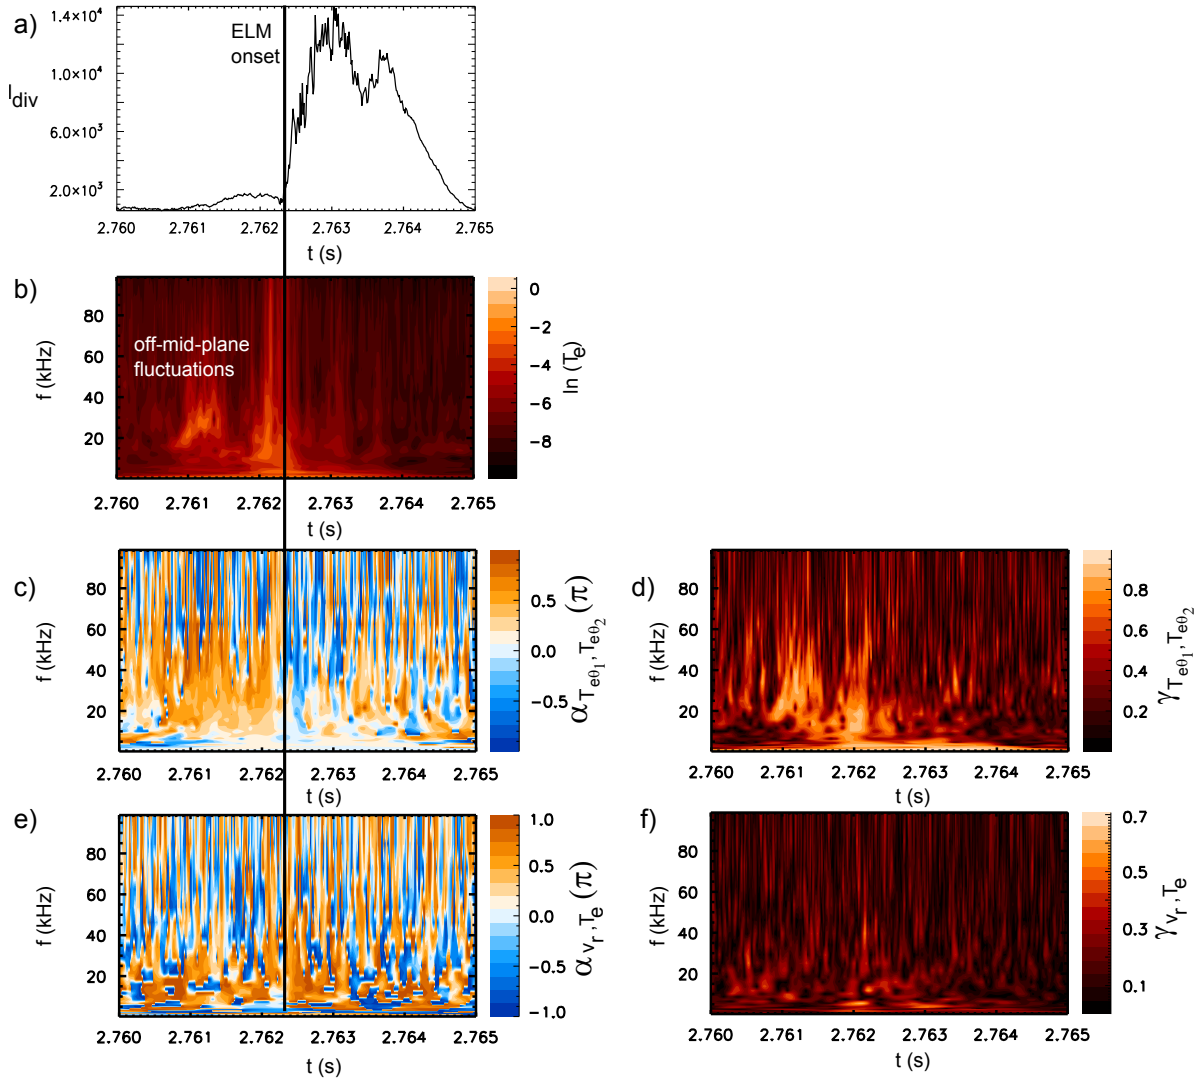 a)
ELM
onset
I_div
1.4×10⁴
1.0×10⁴
6.0×10³
2.0×10³
2.760 2.761 2.762 2.763 2.764 2.765
t (s)
b)
off-mid-plane
fluctuations
f (kHz)
80
60
40
20
2.760 2.761 2.762 2.763 2.764 2.765
t (s)
0
−2
−4
−6
−8
ln (T_e)
c)
f (kHz)
80
60
40
20
2.760 2.761 2.762 2.763 2.764 2.765
t (s)
0.5
0.0
−0.5
α_{T_{eθ₁}, T_{eθ₂}} (π)
d)
f (kHz)
80
60
40
20
2.760 2.761 2.762 2.763 2.764 2.765
t (s)
0.8
0.6
0.4
0.2
γ_{T_{eθ₁}, T_{eθ₂}}
e)
f (kHz)
80
60
40
20
2.760 2.761 2.762 2.763 2.764 2.765
t (s)
1.0
0.5
0.0
−0.5
−1.0
α_{v_r, T_e} (π)
f)
f (kHz)
80
60
40
20
2.760 2.761 2.762 2.763 2.764 2.765
t (s)
0.7
0.5
0.3
0.1
γ_{v_r, T_e}